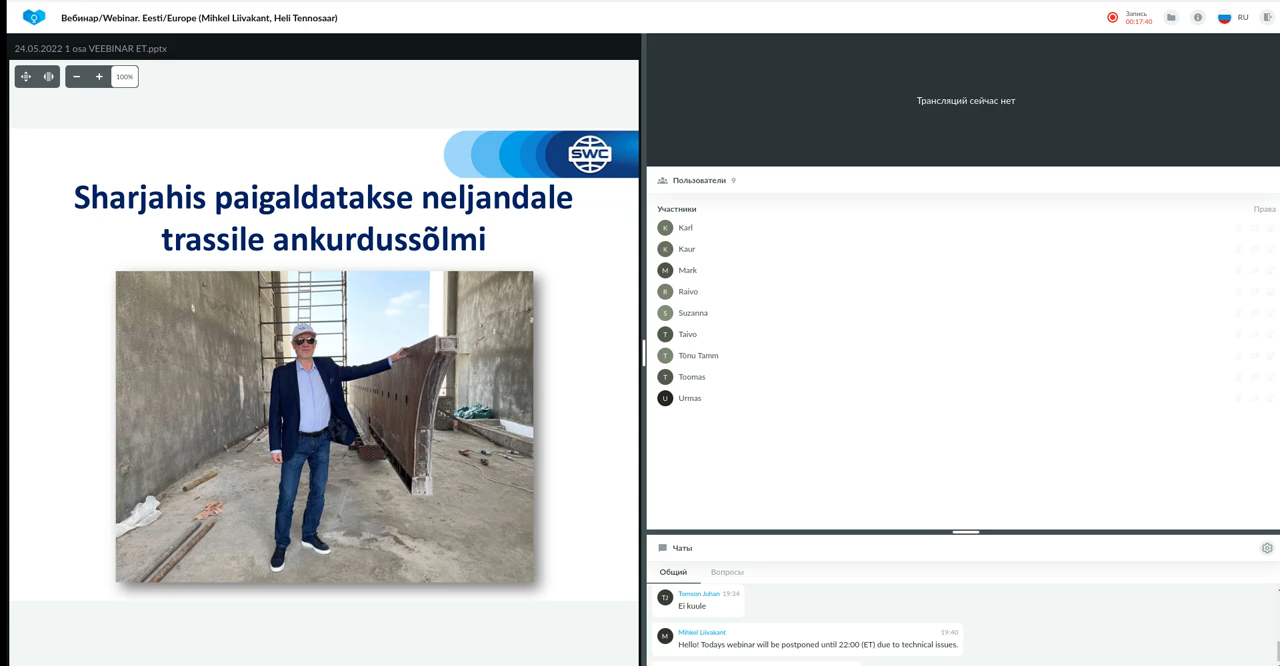 Вебинар/Webinar. Eesti/Europe (Mihkel Liivakant, Heli Tennosaar)
Запись
00:17:40
RU
24.05.2022 1 osa VEEBINAR ET.pptx
100%
SWC
Sharjahis paigaldatakse neljandale
trassile ankurdussõlmi
Трансляций сейчас нет
Пользователи 9
Участники Права
K Karl
K Kaur
M Mark
R Raivo
S Suzanna
T Taivo
T Tõnu Tamm
T Toomas
U Urmas
Чаты
Общий Вопросы
TJ Tomson Juhan 19:34
Ei kuule
M Mihkel Liivakant 19:40
Hello! Todays webinar will be postponed until 22:00 (ET) due to technical issues.